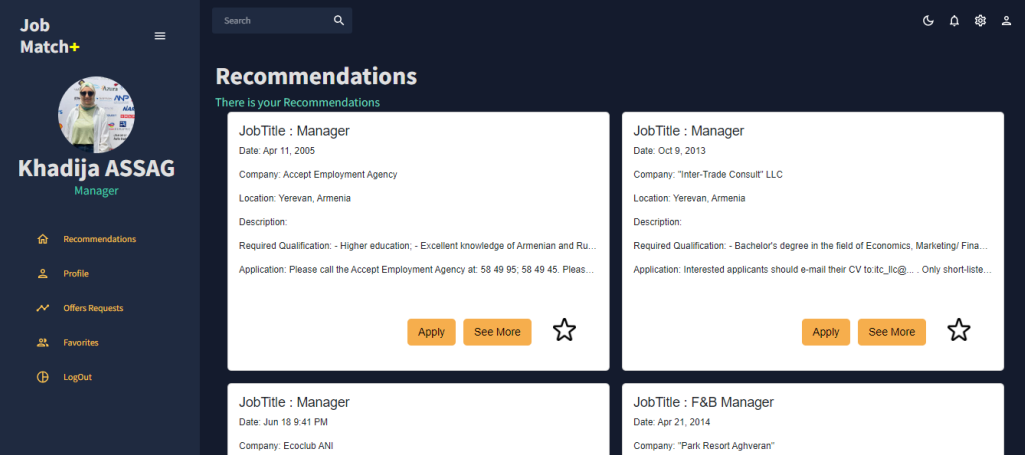 Job
Match+
Search
Khadija ASSAG
Manager
Recommendations
Profile
Offers Requests
Favorites
LogOut
Recommendations
There is your Recommendations
JobTitle : Manager
Date: Apr 11, 2005
Company: Accept Employment Agency
Location: Yerevan, Armenia
Description:
Required Qualification: - Higher education; - Excellent knowledge of Armenian and Ru...
Application: Please call the Accept Employment Agency at: 58 49 95; 58 49 45. Pleas...
Apply
See More
JobTitle : Manager
Date: Oct 9, 2013
Company: "Inter-Trade Consult" LLC
Location: Yerevan, Armenia
Description:
Required Qualification: - Bachelor's degree in the field of Economics, Marketing/ Fina...
Application: Interested applicants should e-mail their CV to:itc_llc@... . Only short-liste...
Apply
See More
JobTitle : Manager
Date: Jun 18 9:41 PM
Company: Ecoclub ANI
JobTitle : F&B Manager
Date: Apr 21, 2014
Company: "Park Resort Aghveran"